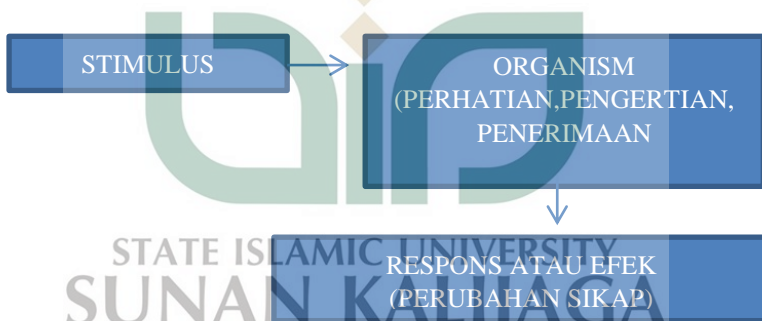 STIMULUS
ORGANISM
(PERHATIAN,PENGERTIAN,
PENERIMAAN
RESPONS ATAU EFEK
(PERUBAHAN SIKAP)
STATE ISLAMIC UNIVERSITY
SUNAN KALIJAGA